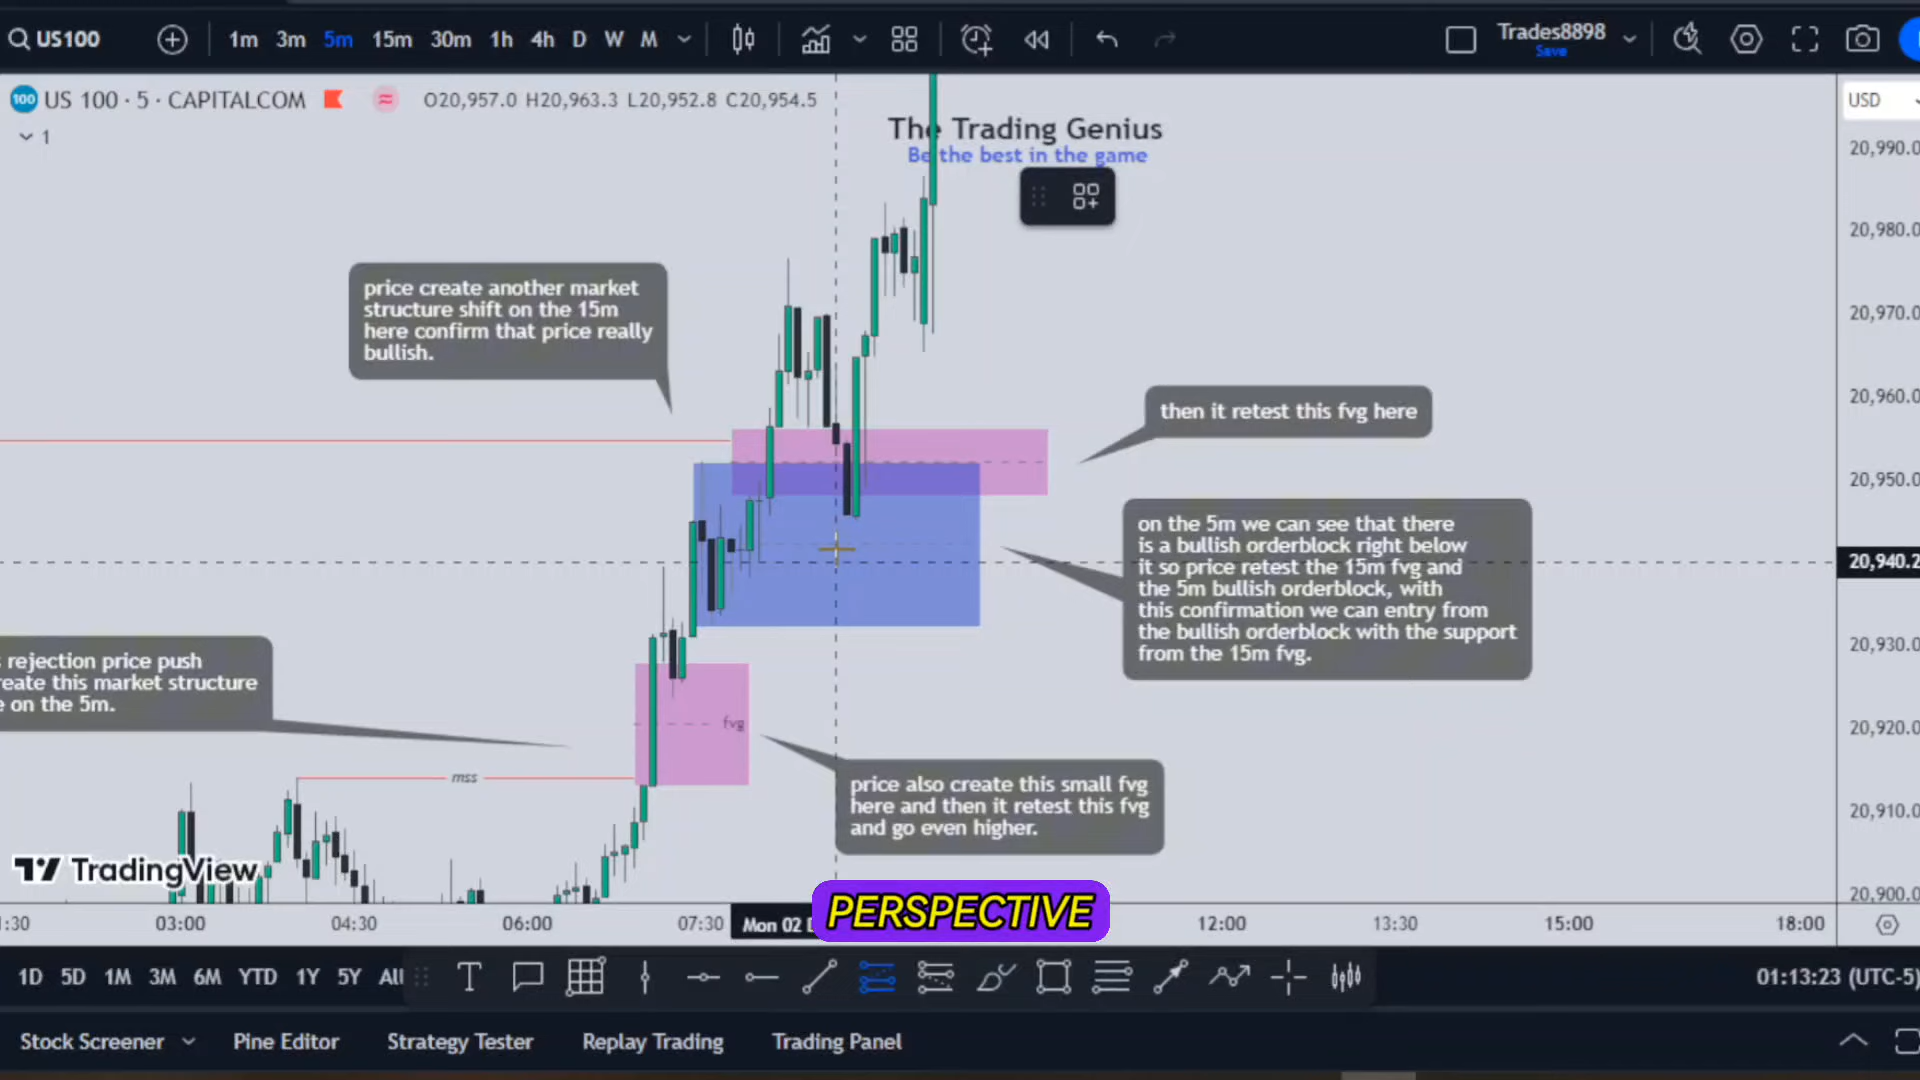 US100
1m 3m 5m 15m 30m 1h 4h D W M
Trades8898
Save
100 US 100 · 5 · CAPITALCOM O20,957.0 H20,963.3 L20,952.8 C20,954.5
1
USD
The Trading Genius
Be the best in the game
20,990.0
20,980.0
20,970.0
20,960.0
20,950.0
20,940.2
20,930.0
20,920.0
20,910.0
20,900.0
price create another market
structure shift on the 15m
here confirm that price really
bullish.
then it retest this fvg here
on the 5m we can see that there
is a bullish orderblock right below
it so price retest the 15m fvg and
the 5m bullish orderblock, with
this confirmation we can entry from
the bullish orderblock with the support
from the 15m fvg.
rejection price push
reate this market structure
on the 5m.
fvg
mss
price also create this small fvg
here and then it retest this fvg
and go even higher.
TradingView
PERSPECTIVE
:30 03:00 04:30 06:00 07:30 Mon 02 12:00 13:30 15:00 18:00
1D 5D 1M 3M 6M YTD 1Y 5Y All
01:13:23 (UTC-5)
Stock Screener Pine Editor Strategy Tester Replay Trading Trading Panel